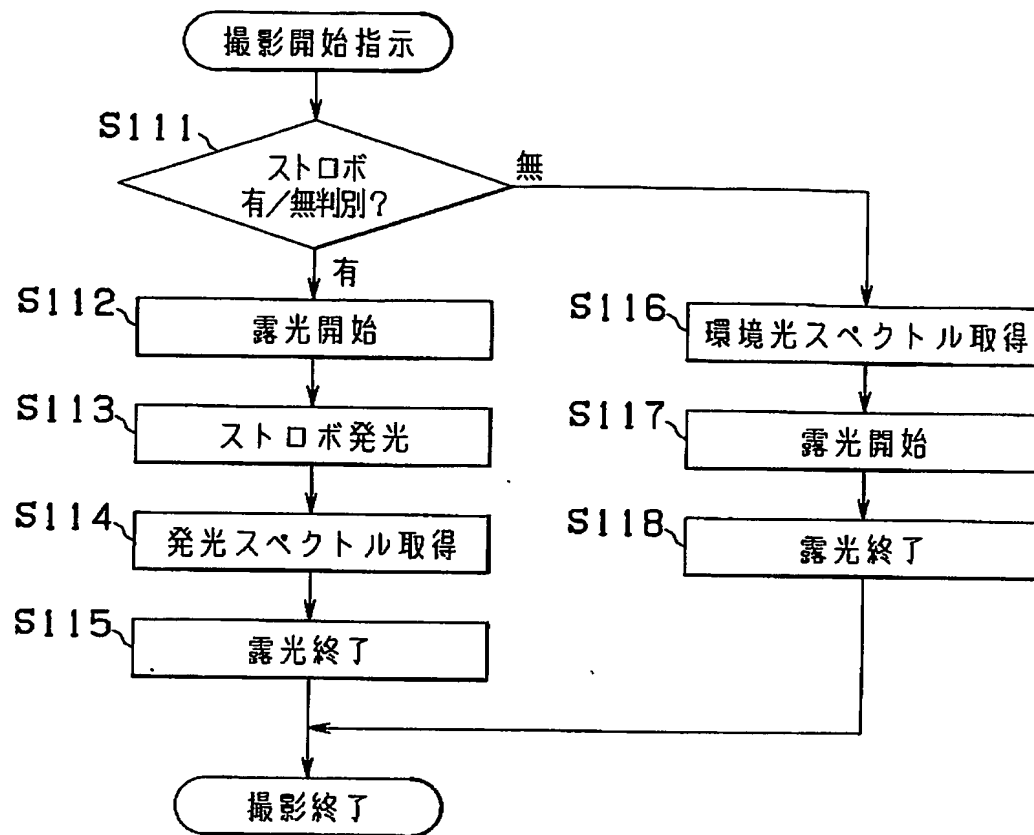 撮影開始指示
S111
ストロボ
有／無判別？
無
有
S112
露光開始
S113
ストロボ発光
S114
発光スペクトル取得
S115
露光終了
S116
環境光スペクトル取得
S117
露光開始
S118
露光終了
撮影終了